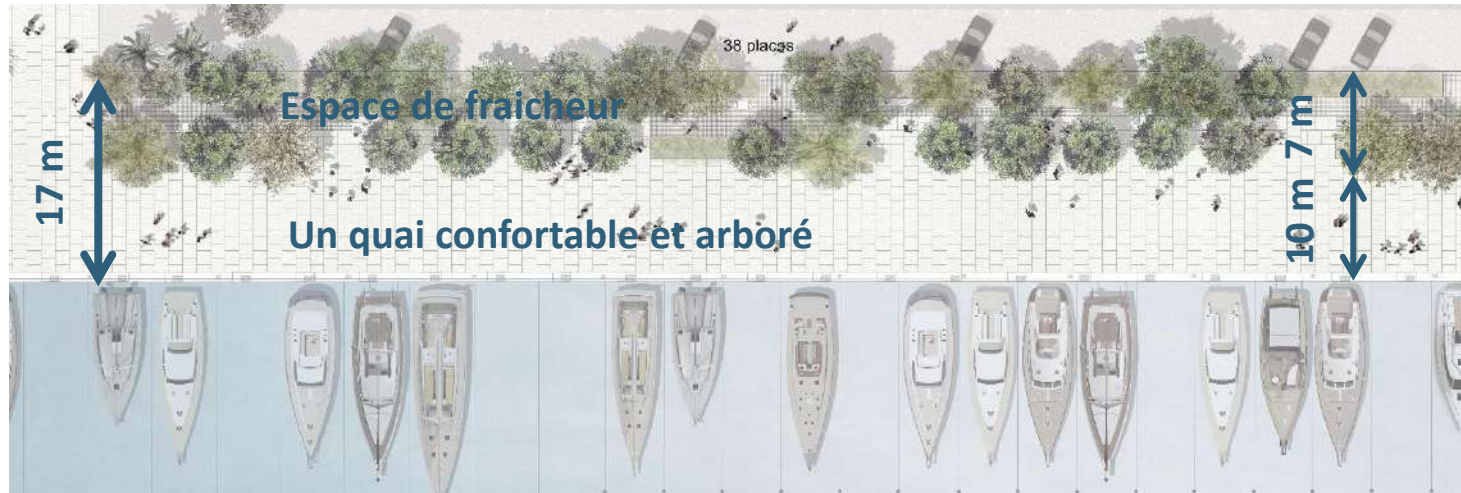 38 places
Espace de fraicheur
17 m
7 m
Un quai confortable et arboré
10 m